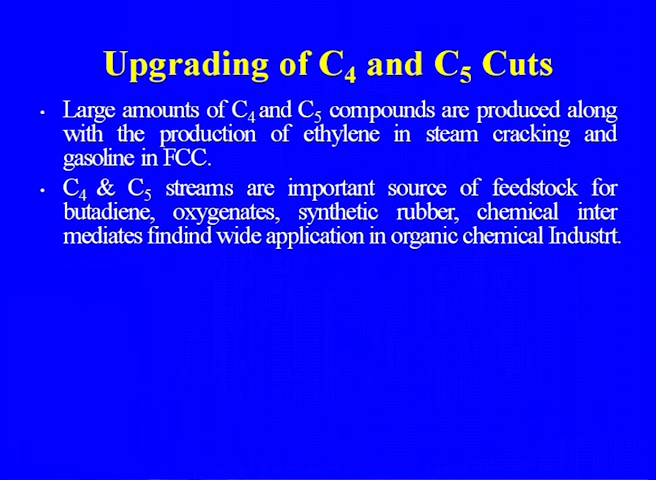 Upgrading of C4 and C5 Cuts
• Large amounts of C4 and C5 compounds are produced along
with the production of ethylene in steam cracking and
gasoline in FCC.
• C4 & C5 streams are important source of feedstock for
butadiene, oxygenates, synthetic rubber, chemical inter
mediates findind wide application in organic chemical Industrt.